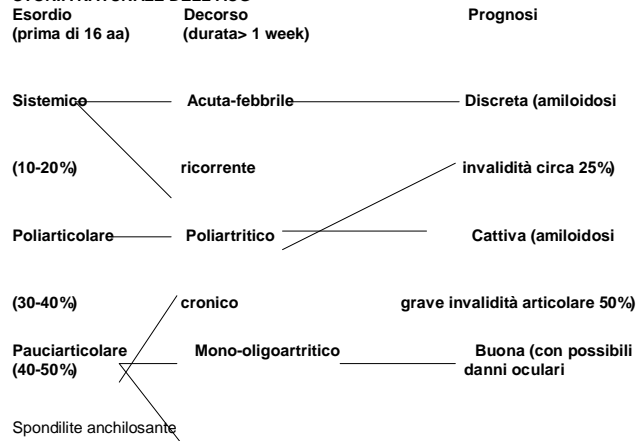 Esordio Decorso Prognosi
(prima di 16 aa) (durata> 1 week)
Sistemico Acuta-febbrile Discreta (amiloidosi
(10-20%) ricorrente invalidità circa 25%)
Poliarticolare Poliartritico Cattiva (amiloidosi
(30-40%) cronico grave invalidità articolare 50%)
Pauciarticolare Mono-oligoartritico Buona (con possibili
(40-50%) danni oculari
Spondilite anchilosante